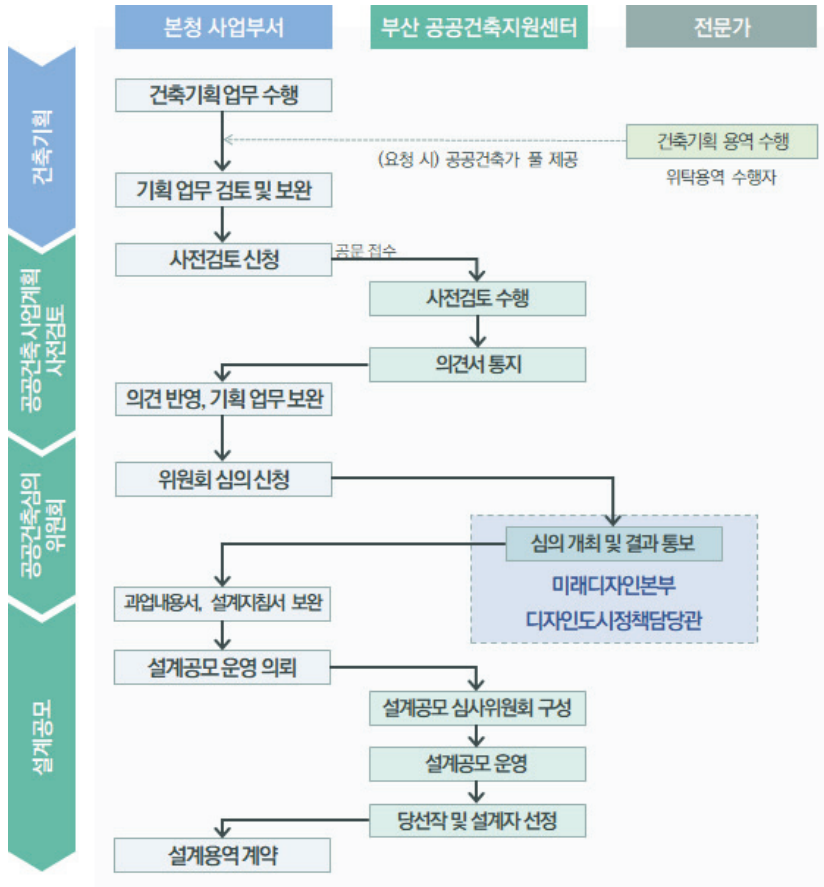 본청 사업부서
부산 공공건축지원센터
전문가
건축기획
건축기획 업무 수행
건축기획 용역 수행
(요청 시) 공공건축가 풀 제공
위탁용역 수행자
기획 업무 검토 및 보완
공공건축 사업계획
사전검토
사전검토 신청
공문 접수
사전검토 수행
의견서 통지
의견 반영, 기획 업무 보완
공공건축심의
위원회
위원회 심의 신청
심의 개최 및 결과 통보
미래디자인본부
디자인도시정책담당관
과업내용서, 설계지침서 보완
설계공모
설계공모 운영 의뢰
설계공모 심사위원회 구성
설계공모 운영
당선작 및 설계자 선정
설계용역 계약